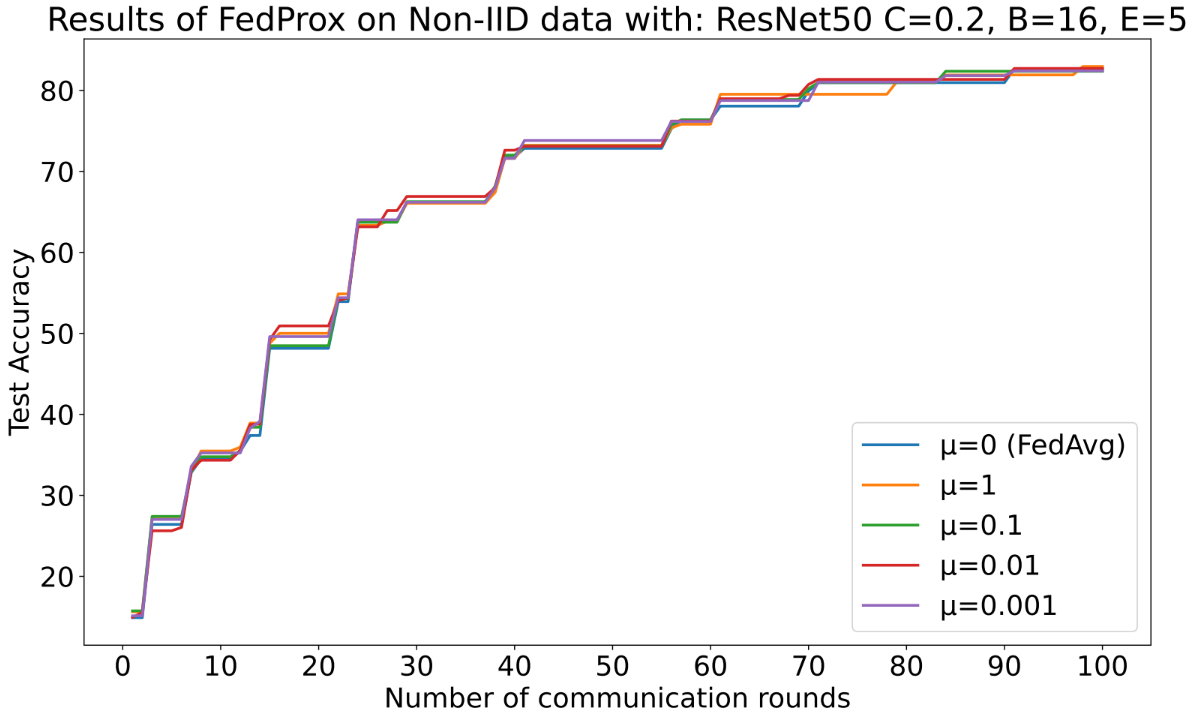 Results of FedProx on Non-IID data with: ResNet50 C=0.2, B=16, E=5
Test Accuracy
80
70
60
50
40
30
20
μ=0 (FedAvg)
μ=1
μ=0.1
μ=0.01
μ=0.001
0 10 20 30 40 50 60 70 80 90 100
Number of communication rounds